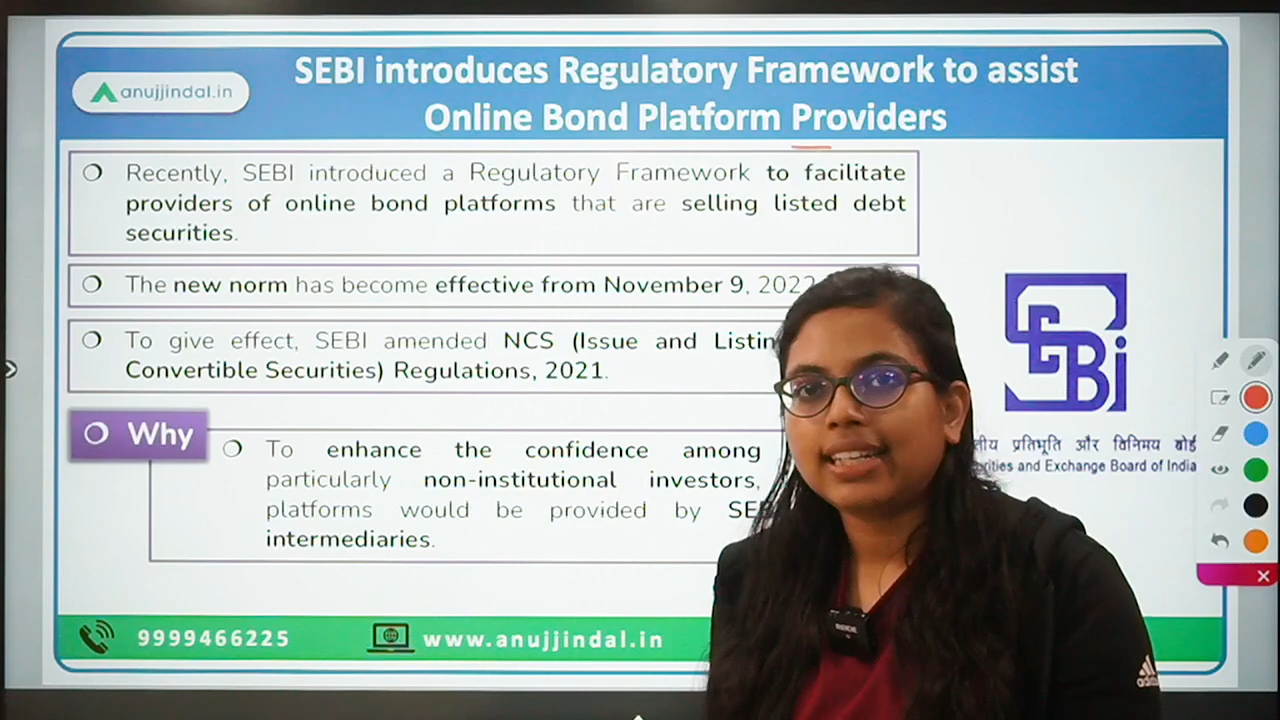 SEBI introduces Regulatory Framework to assist
Online Bond Platform Providers
anujjindal.in
Recently, SEBI introduced a Regulatory Framework to facilitate
providers of online bond platforms that are selling listed debt
securities.
The new norm has become effective from November 9, 2022
To give effect, SEBI amended NCS (Issue and
Convertible Securities) Regulations, 2021.
Why
To enhance the confidence among
particularly non-institutional investors,
platforms would be provided by
intermediaries.
SEBI
प्रतिभूति और विनिमय बोर्ड
and Exchange Board of India
9999466225
www.anujjindal.in
RODE
adidas